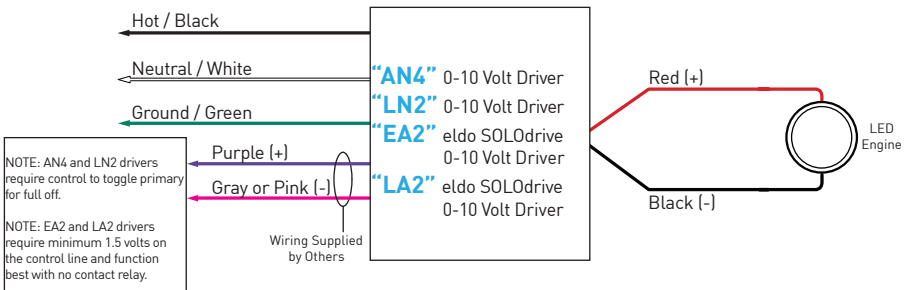 Hot / Black
Neutral / White
Ground / Green
Purple (+)
Gray or Pink (-)
NOTE: AN4 and LN2 drivers
require control to toggle primary
for full off.
NOTE: EA2 and LA2 drivers
require minimum 1.5 volts on
the control line and function
best with no contact relay.
Wiring Supplied
by Others
“AN4” 0-10 Volt Driver
“LN2” 0-10 Volt Driver
“EA2” eldo SOLOdrive
0-10 Volt Driver
“LA2” eldo SOLOdrive
0-10 Volt Driver
Red (+)
Black (-)
LED
Engine